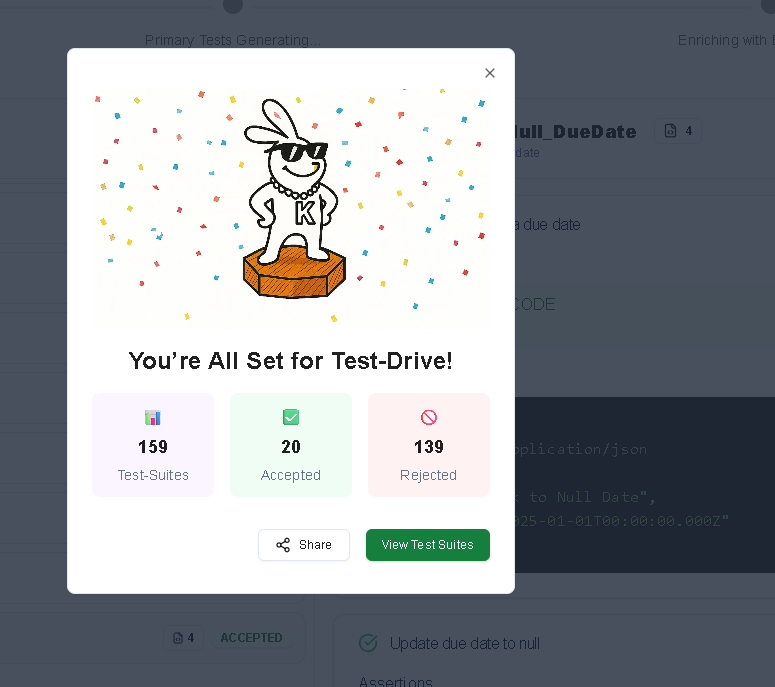 Primary Tests Generating...
Enriching with
ull_DueDate
4
date
a due date
CODE
K
You're All Set for Test-Drive!
159
20
139
Test-Suites
Accepted
Rejected
pplication/json
to Null Date",
25-01-01T00:00:00.000Z"
Share
View Test Suites
4
ACCEPTED
Update due date to null
Assertions